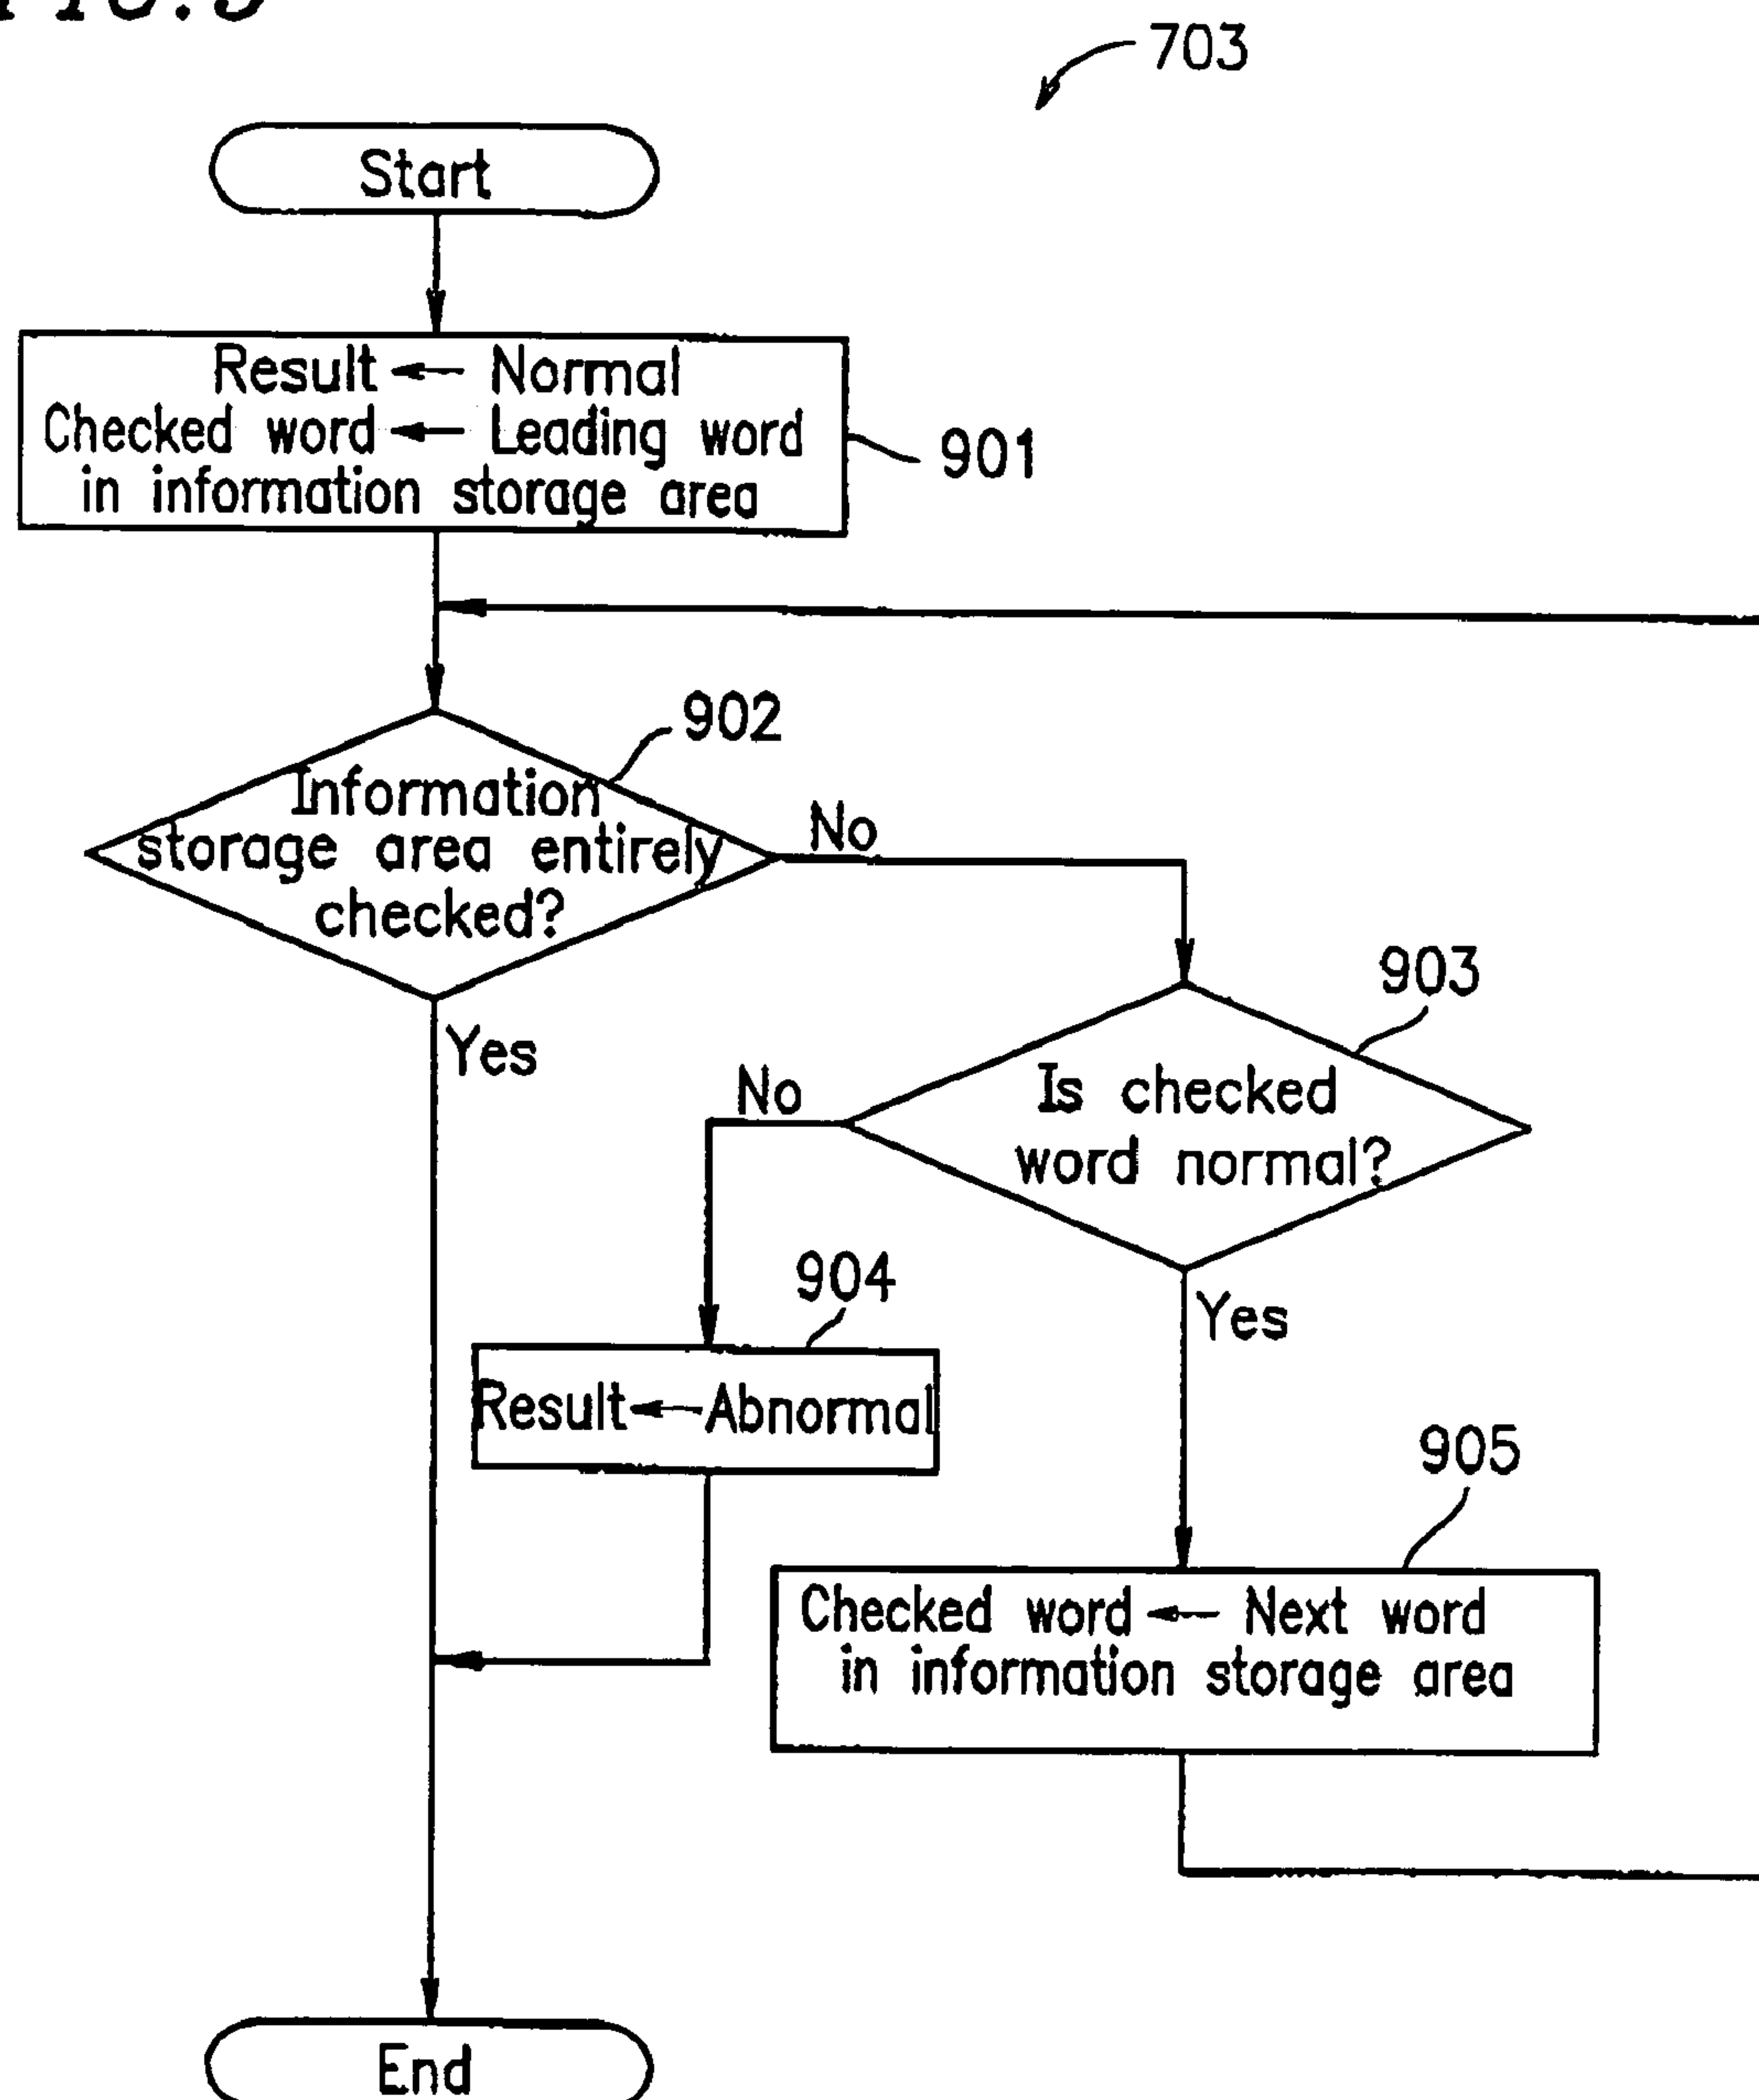 703
Start
Result ← Normal
Checked word ← Leading word
in information storage area
901
902
Information
storage area entirely
checked?
No
Yes
903
Is checked
word normal?
No
Yes
904
Result ← Abnormal
905
Checked word ← Next word
in information storage area
End